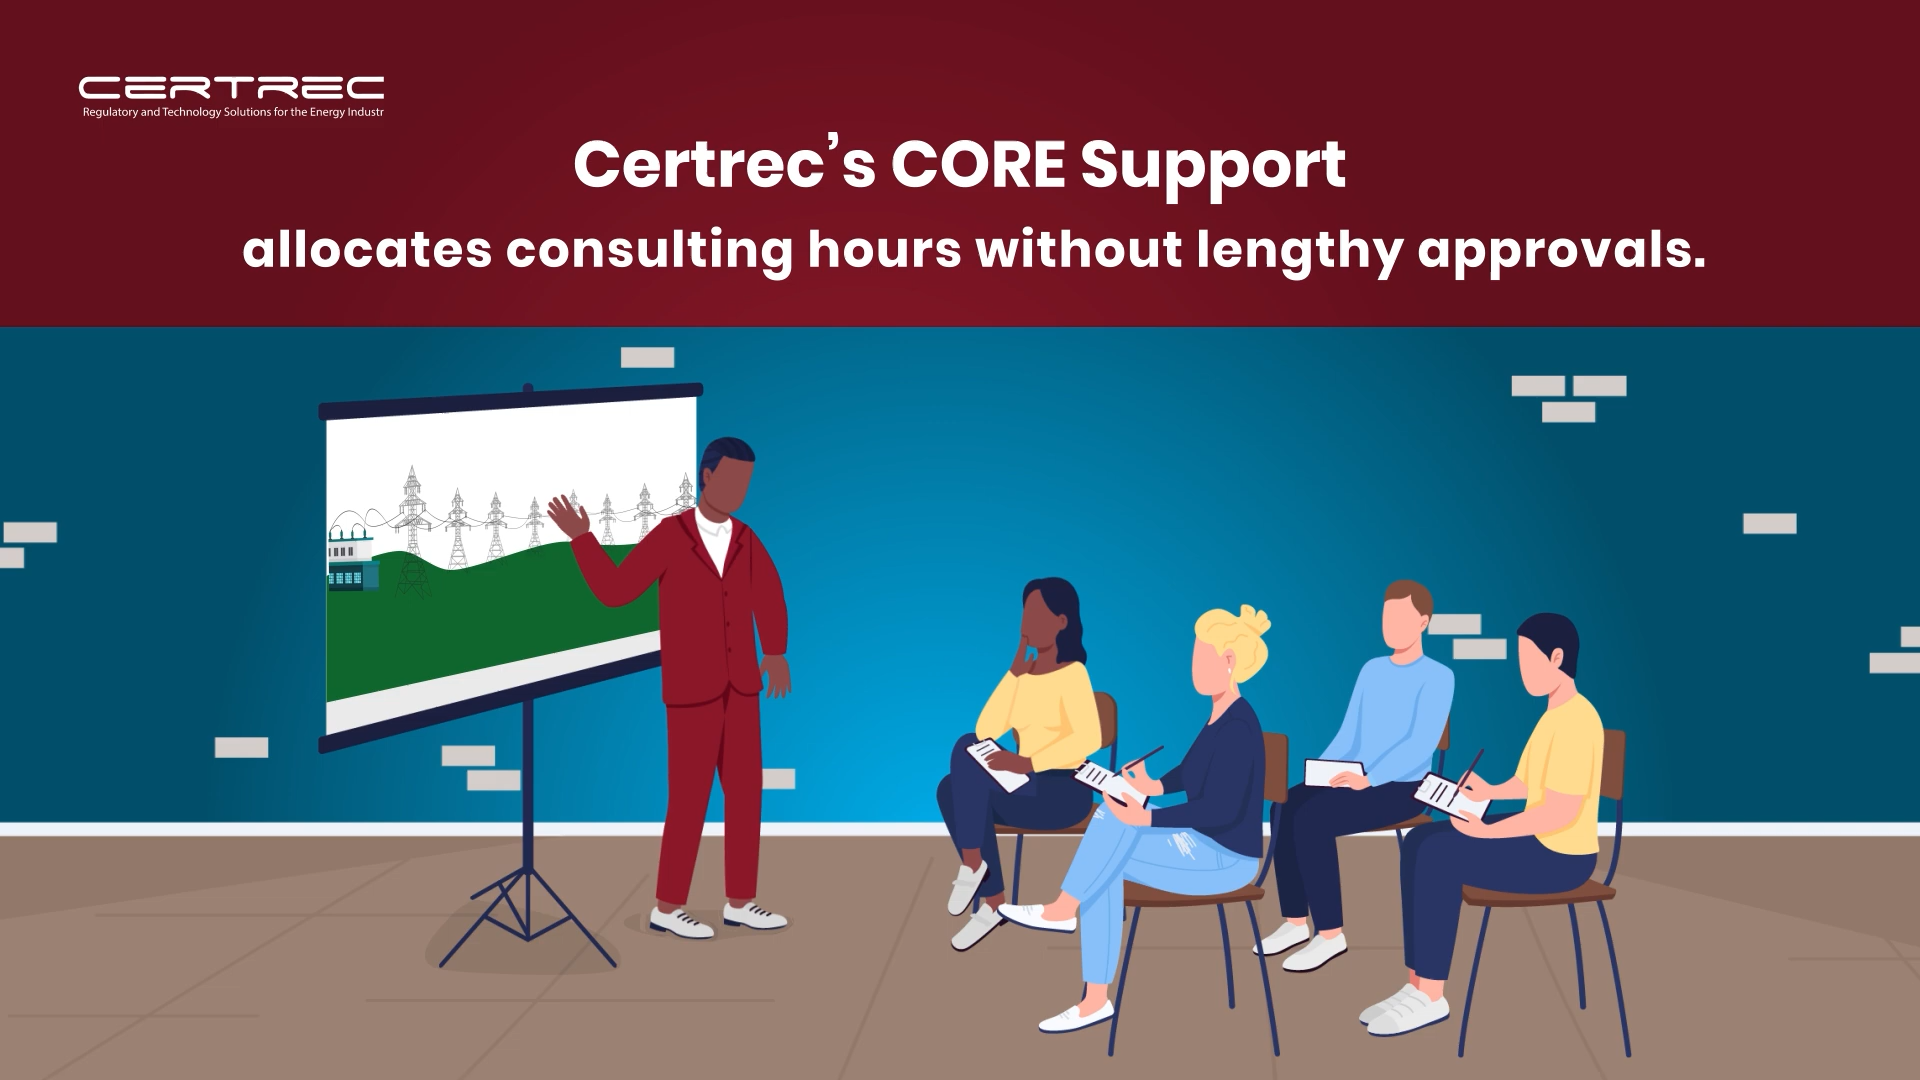 CERTREC
Regulatory and Technology Solutions for the Energy Industr
Certrec’s CORE Support
allocates consulting hours without lengthy approvals.